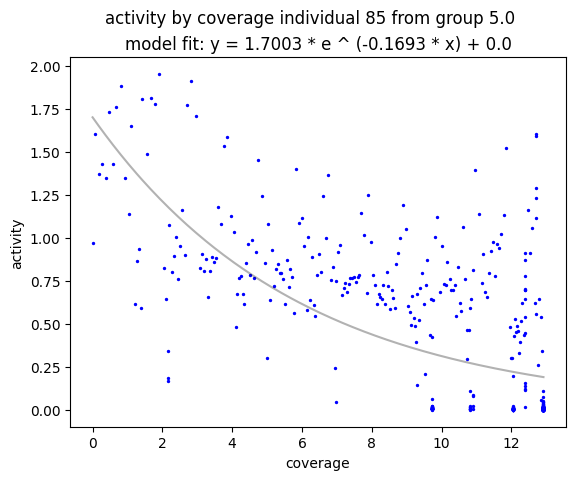 activity by coverage individual 85 from group 5.0
model fit: y = 1.7003 * e ^ (-0.1693 * x) + 0.0
2.00
1.75
1.50
1.25
1.00
0.75
0.50
0.25
0.00
activity
0 2 4 6 8 10 12
coverage